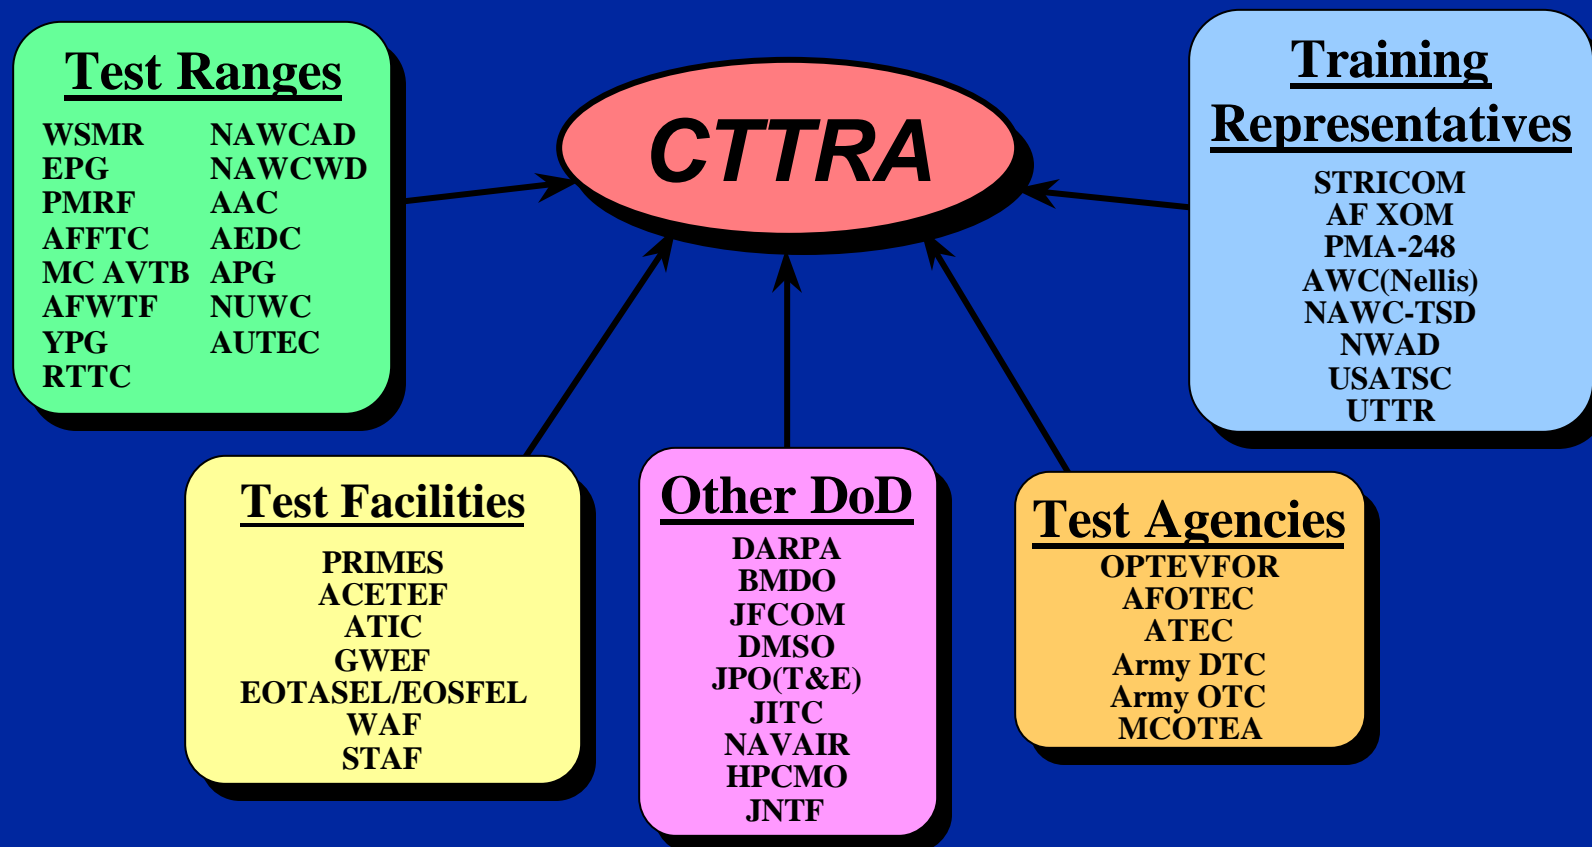 Test Ranges
WSMR NAWCAD
EPG NAWCWD
PMRF AAC
AFFTC AEDC
MC AVTB APG
AFWTF NUWC
YPG AUTEC
RTTC
CTTRA
Training
Representatives
STRICOM
AF XOM
PMA-248
AWC(Nellis)
NAWC-TSD
NWAD
USATSC
UTTR
Test Facilities
PRIMES
ACETEF
ATIC
GWEF
EOTASEL/EOSFEL
WAF
STAF
Other DoD
DARPA
BMDO
JFCOM
DMSO
JPO(T&E)
JITC
NAVAIR
HPCMO
JNTF
Test Agencies
OPTEVFOR
AFOTEC
ATEC
Army DTC
Army OTC
MCOTEA